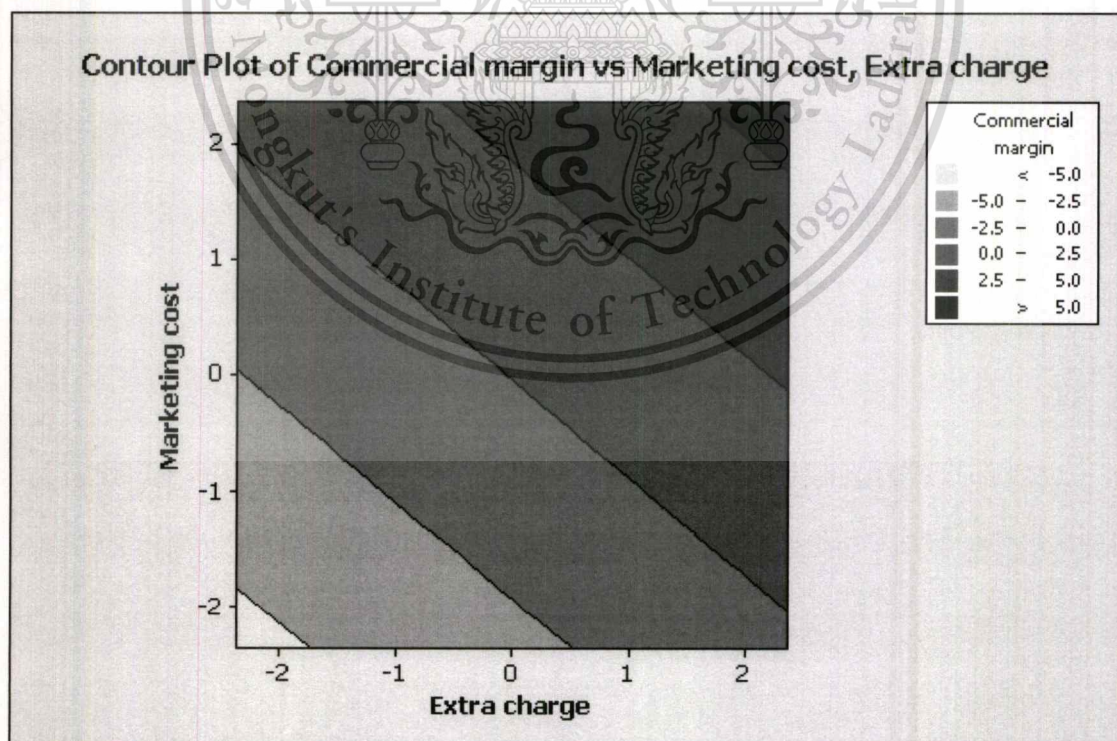 Contour Plot of Commercial margin vs Marketing cost, Extra charge
Commercial
margin
< -5.0
-5.0 – -2.5
-2.5 – 0.0
0.0 – 2.5
2.5 – 5.0
> 5.0
Marketing cost
2
1
0
-1
-2
-2 -1 0 1 2
Extra charge
Mongkut's Institute of Technology Ladkrabang